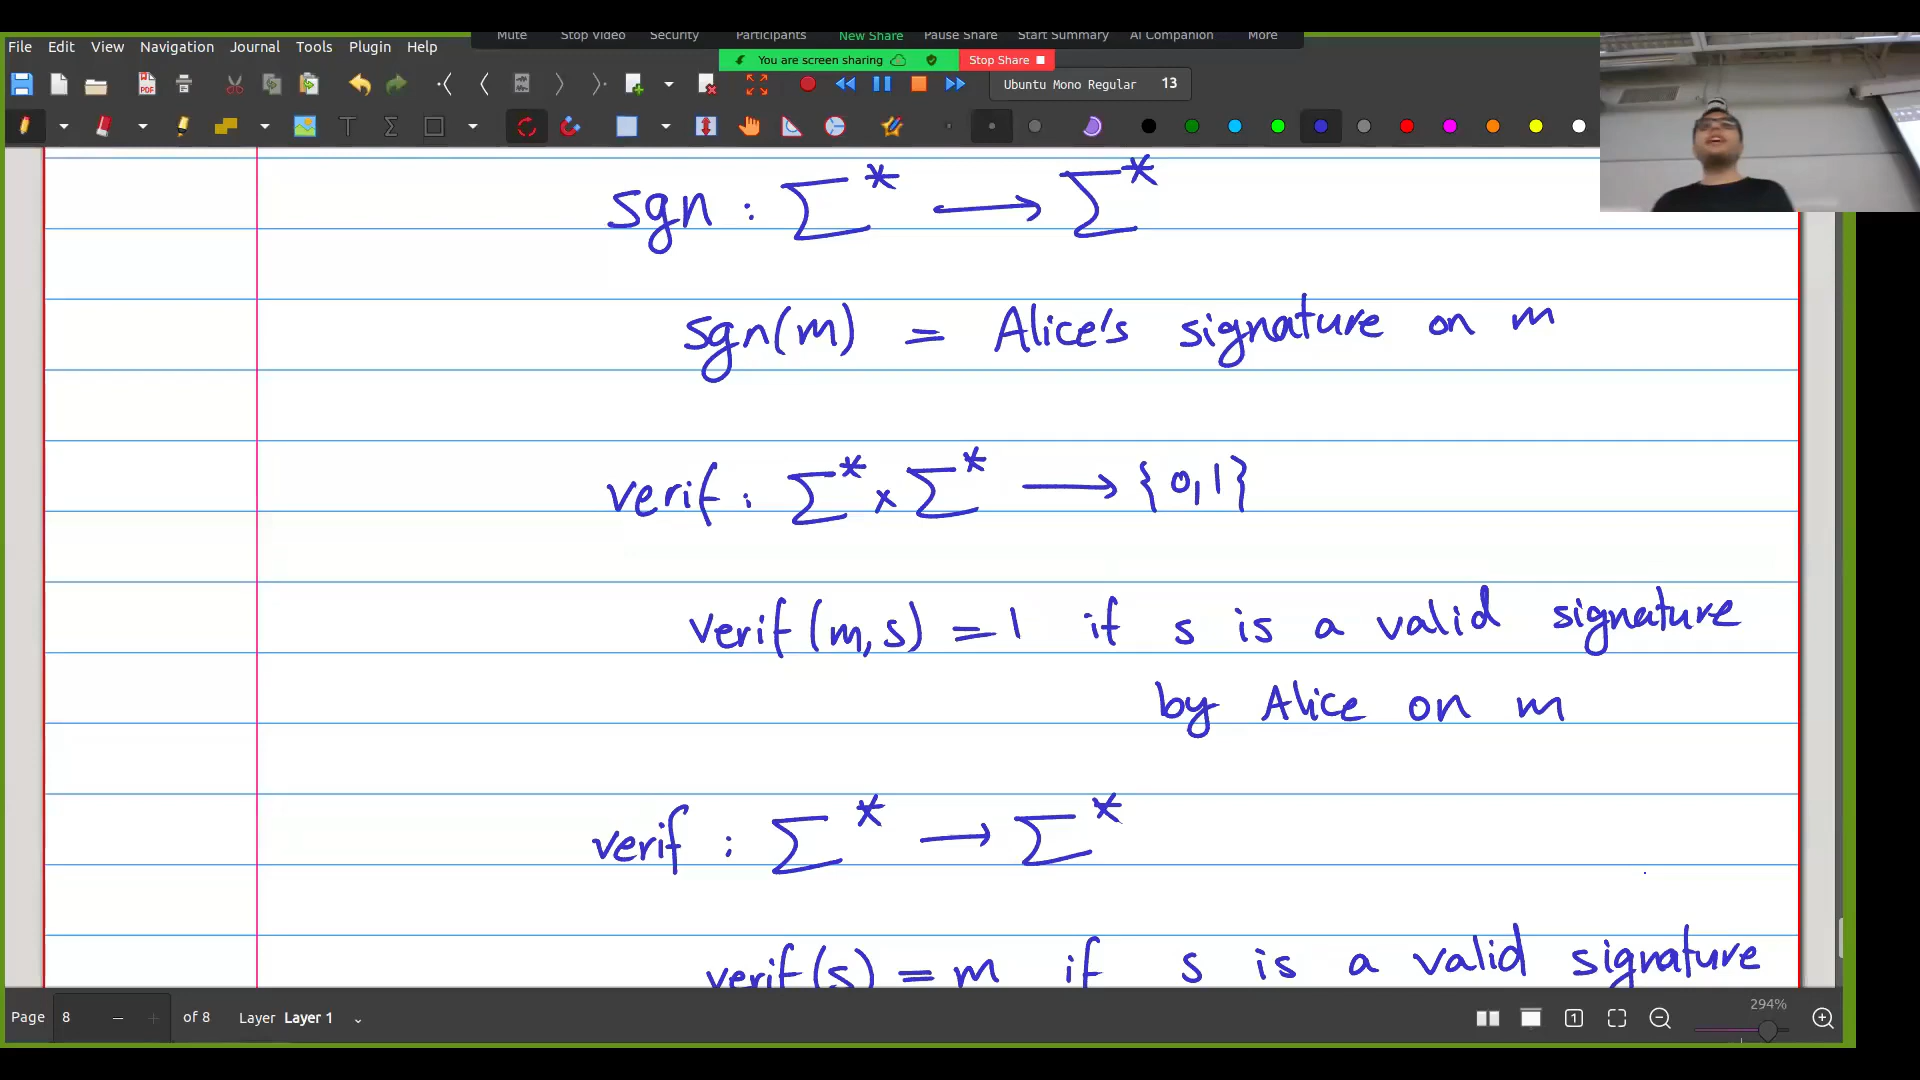 Mute Stop Video Security Participants New Share Pause Share Start Summary AI Companion More
File Edit View Navigation Journal Tools Plugin Help
You are screen sharing Stop Share
Ubuntu Mono Regular 13
sgn : Σ* → Σ*
sgn(m) = Alice's signature on m
verif : Σ* × Σ* → {0,1}
verif(m,s) = 1 if s is a valid signature
by Alice on m
verif : Σ* → Σ*
verif(s) = m if s is a valid signature
294%
Page 8 of 8 Layer Layer 1